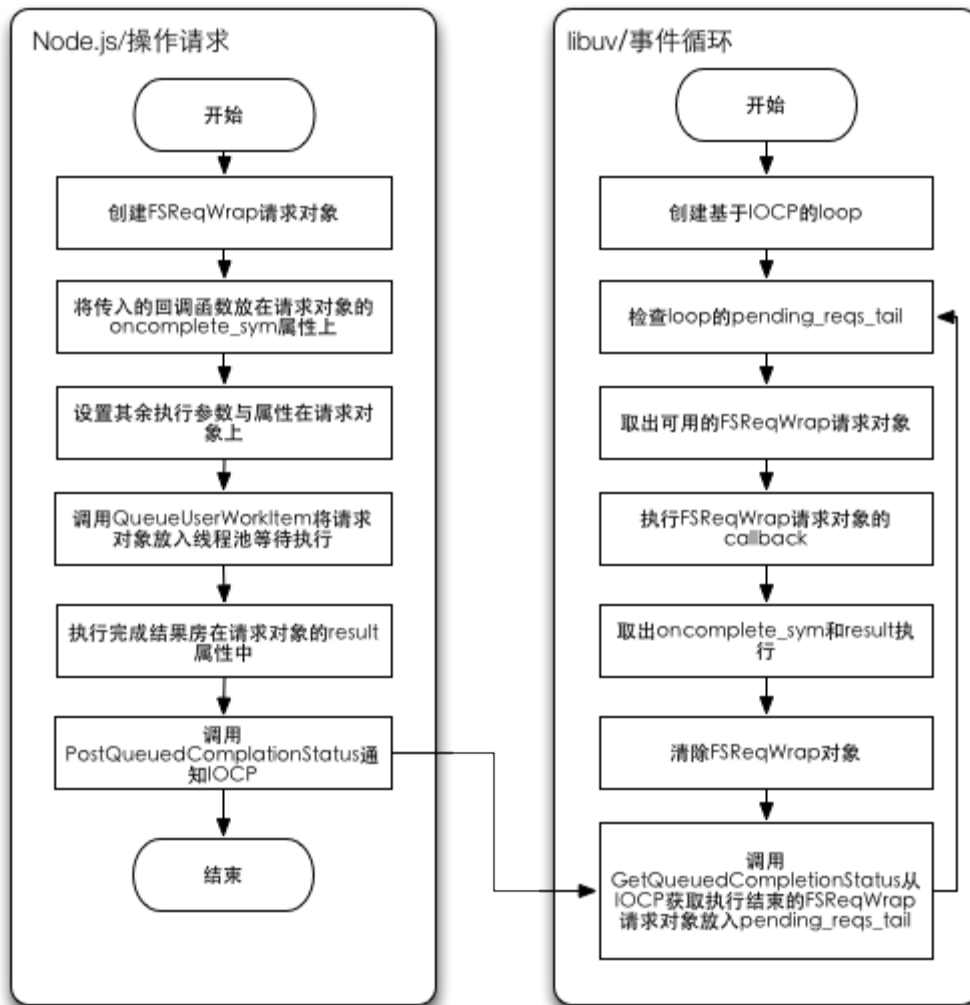 Node.js/操作请求
开始
创建FSReqWrap请求对象
将传入的回调函数放在请求对象的
oncomplete_sym属性上
设置其余执行参数与属性在请求对
象上
调用QueueUserWorkItem将请求
对象放入线程池等待执行
执行完成结果房在请求对象的result
属性中
调用
PostQueuedComplationStatus通
知IOCP
结束
libuv/事件循环
开始
创建基于IOCP的loop
检查loop的pending_reqs_tail
取出可用的FSReqWrap请求对象
执行FSReqWrap请求对象的
callback
取出oncomplete_sym和result执
行
清除FSReqWrap对象
调用
GetQueuedCompletionStatus从
IOCP获取执行结束的FSReqWrap
请求对象放入pending_reqs_tail